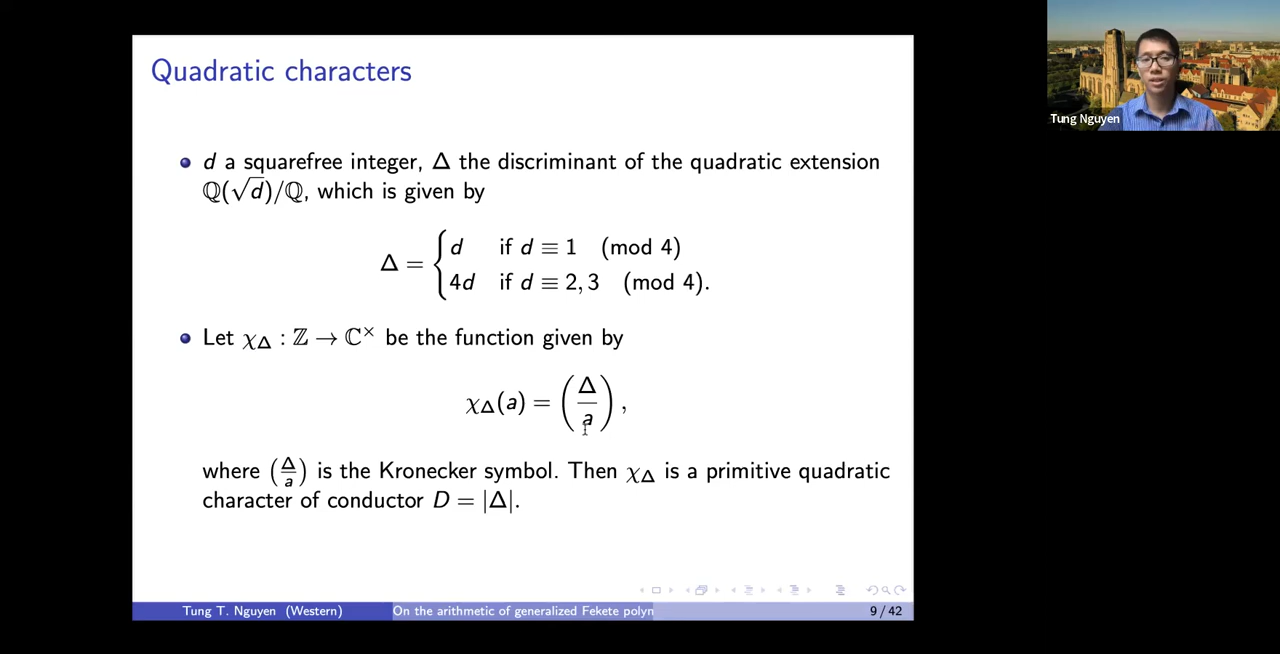 Quadratic characters
d a squarefree integer, Δ the discriminant of the quadratic extension
ℚ(√d)/ℚ, which is given by
Δ = { d if d ≡ 1 (mod 4)
4d if d ≡ 2, 3 (mod 4).
Let χ_Δ : ℤ → ℂ^× be the function given by
χ_Δ(a) = (Δ/a),
where (Δ/a) is the Kronecker symbol. Then χ_Δ is a primitive quadratic
character of conductor D = |Δ|.
Tung T. Nguyen (Western) On the arithmetic of generalized Fekete polyn 9 / 42
Tung Nguyen